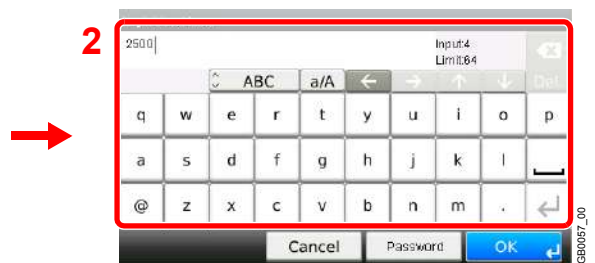 2
2500
Input:4
Limit:64
ABC a/A ← → ↑ ↓ Del.
q w e r t y u i o p
a s d f g h j k l
@ z x c v b n m .
Cancel Password OK
GB0057_00